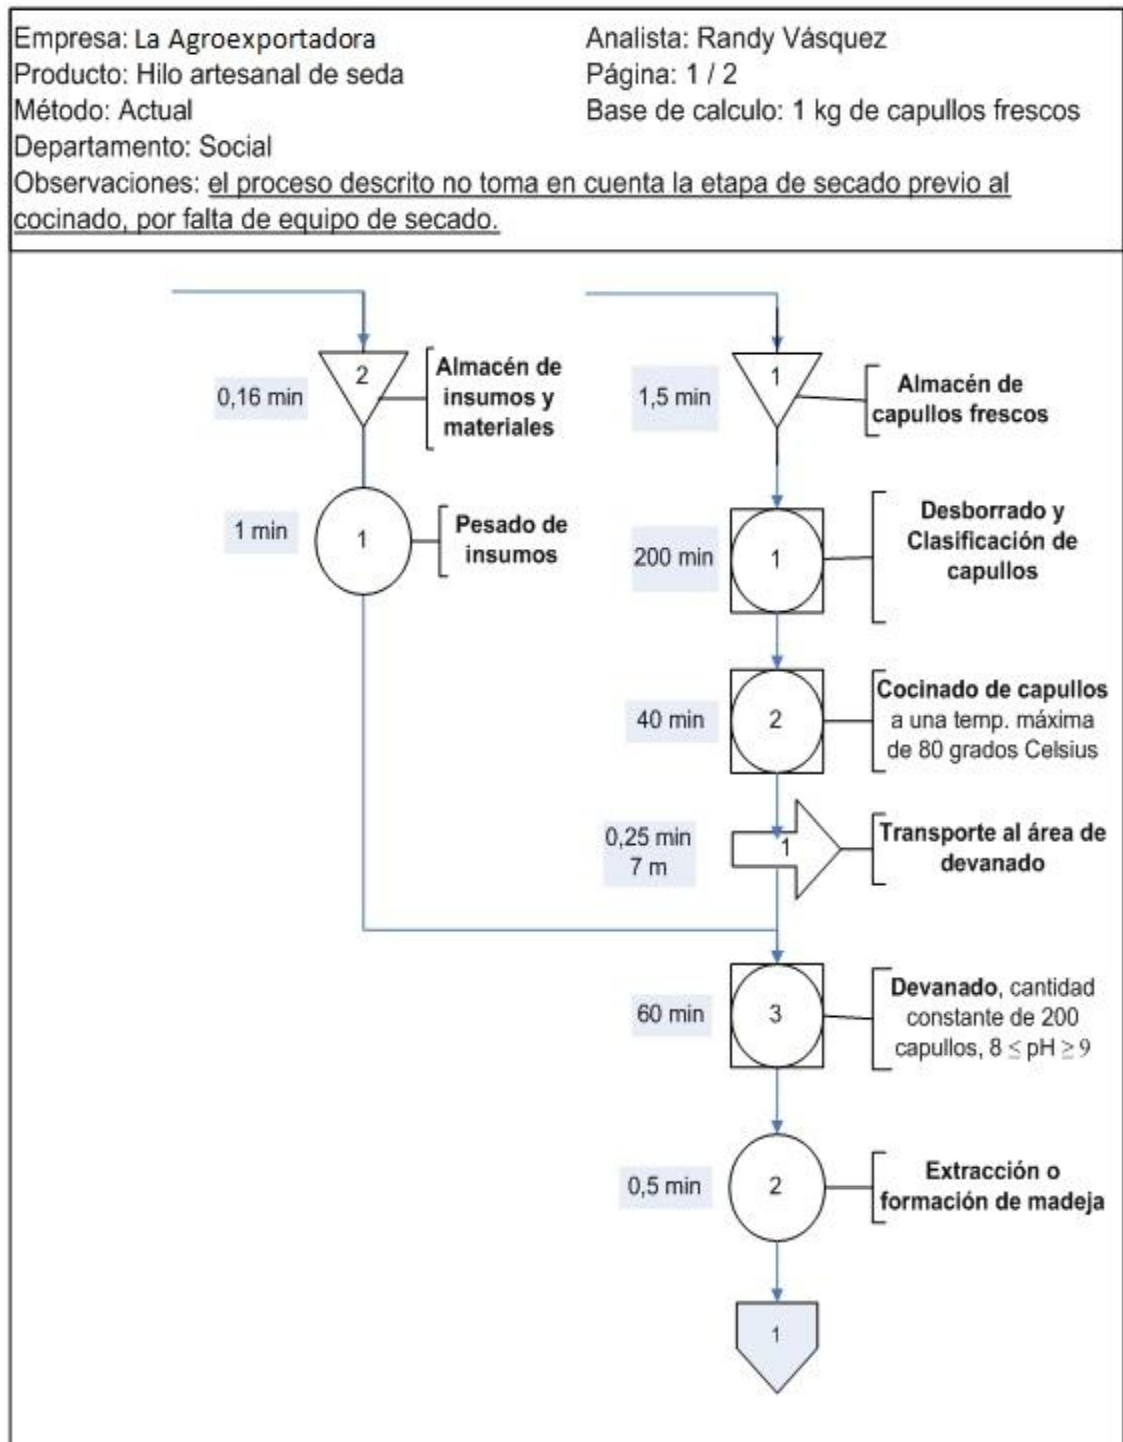 Empresa: La Agroexportadora
Analista: Randy Vásquez
Producto: Hilo artesanal de seda
Página: 1 / 2
Método: Actual
Base de calculo: 1 kg de capullos frescos
Departamento: Social
Observaciones: el proceso descrito no toma en cuenta la etapa de secado previo al
cocinado, por falta de equipo de secado.
0,16 min
2
Almacén de
insumos y
materiales
1,5 min
1
Almacén de
capullos frescos
1 min
1
Pesado de
insumos
200 min
1
Desborrado y
Clasificación de
capullos
40 min
2
Cocinado de capullos
a una temp. máxima
de 80 grados Celsius
0,25 min
7 m
1
Transporte al área de
devanado
60 min
3
Devanado, cantidad
constante de 200
capullos, 8 ≤ pH ≥ 9
0,5 min
2
Extracción o
formación de madeja
1